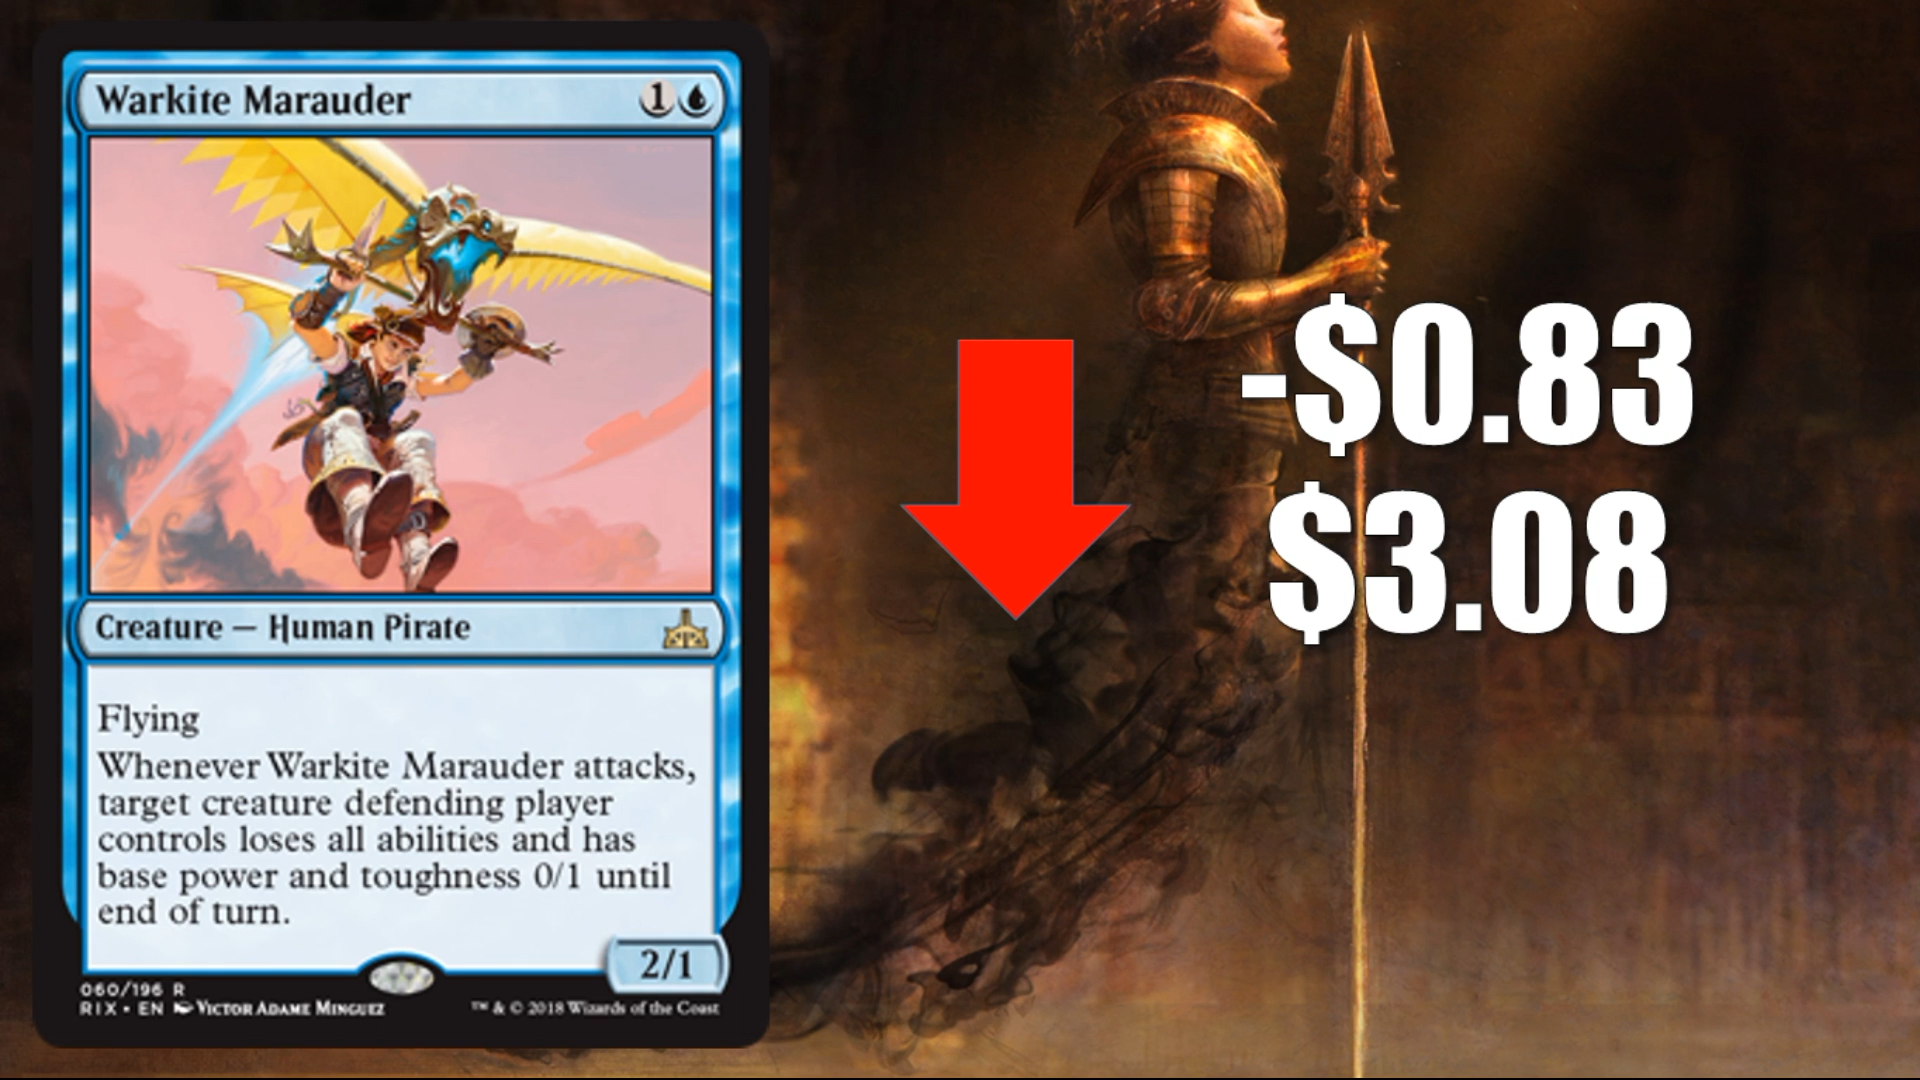 Warkite Marauder
1
Creature — Human Pirate
Flying
Whenever Warkite Marauder attacks,
target creature defending player
controls loses all abilities and has
base power and toughness 0/1 until
end of turn.
2/1
060/196 R
RIX • EN Victor Adame Minguez
™ & © 2018 Wizards of the Coast
-$0.83
$3.08